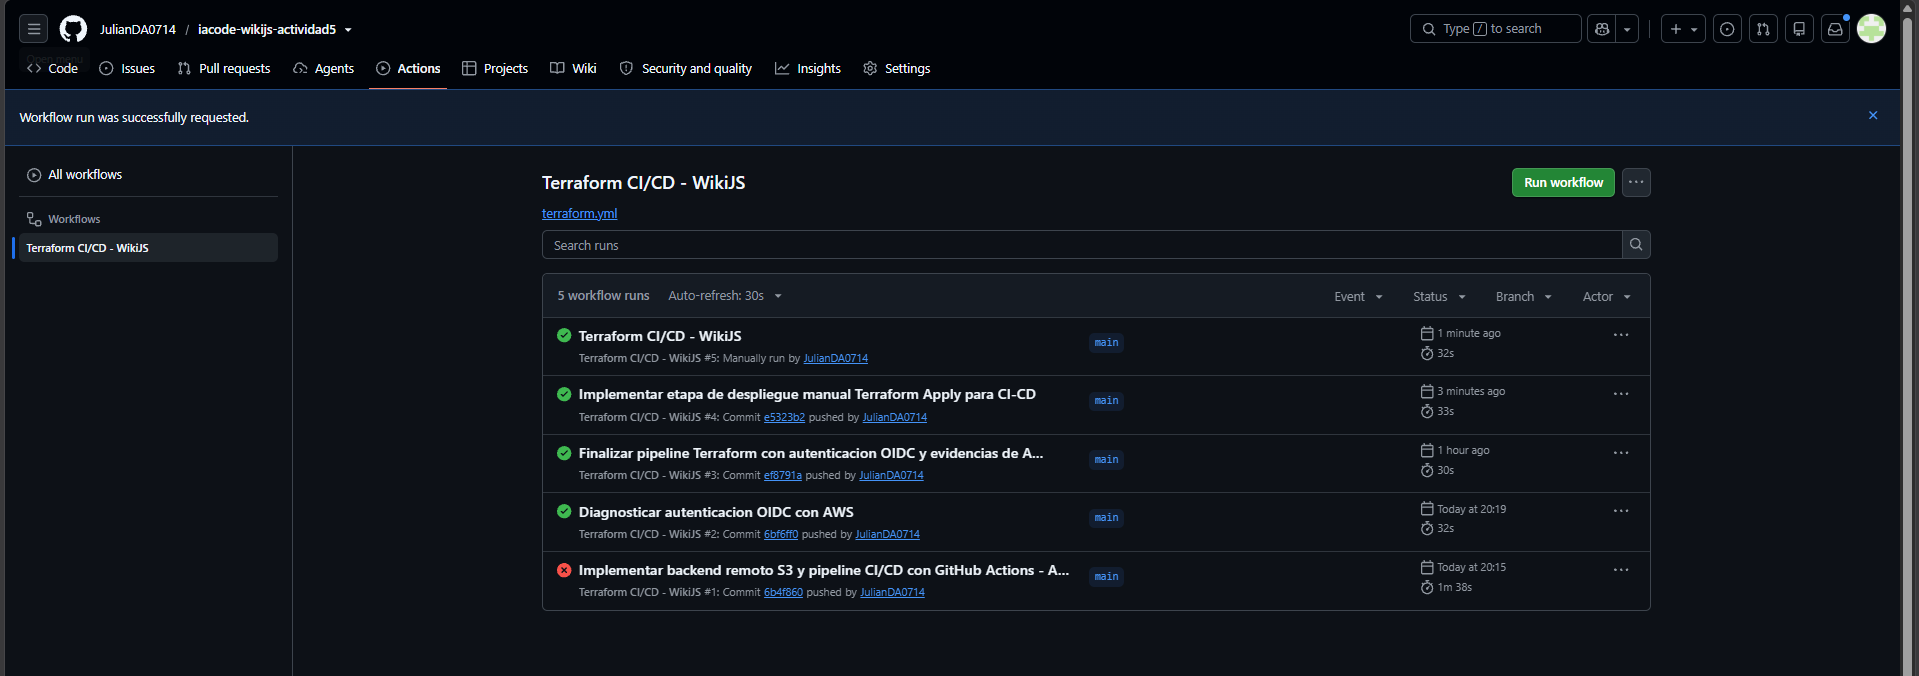 JulianDA0714 / iacode-wikijs-actividad5
Type / to search
Code Issues Pull requests Agents Actions Projects Wiki Security and quality Insights Settings
Workflow run was successfully requested.
All workflows
Workflows
Terraform CI/CD - WikiJS
Terraform CI/CD - WikiJS
Run workflow
terraform.yml
Search runs
5 workflow runs Auto-refresh: 30s Event Status Branch Actor
Terraform CI/CD - WikiJS
Terraform CI/CD - WikiJS #5: Manually run by JulianDA0714
main
1 minute ago
32s
Implementar etapa de despliegue manual Terraform Apply para CI-CD
Terraform CI/CD - WikiJS #4: Commit e5323b2 pushed by JulianDA0714
main
3 minutes ago
33s
Finalizar pipeline Terraform con autenticacion OIDC y evidencias de A...
Terraform CI/CD - WikiJS #3: Commit ef8791a pushed by JulianDA0714
main
1 hour ago
30s
Diagnosticar autenticacion OIDC con AWS
Terraform CI/CD - WikiJS #2: Commit 6bf6ff0 pushed by JulianDA0714
main
Today at 20:19
32s
Implementar backend remoto S3 y pipeline CI/CD con GitHub Actions - A...
Terraform CI/CD - WikiJS #1: Commit 6b4f860 pushed by JulianDA0714
main
Today at 20:15
1m 38s